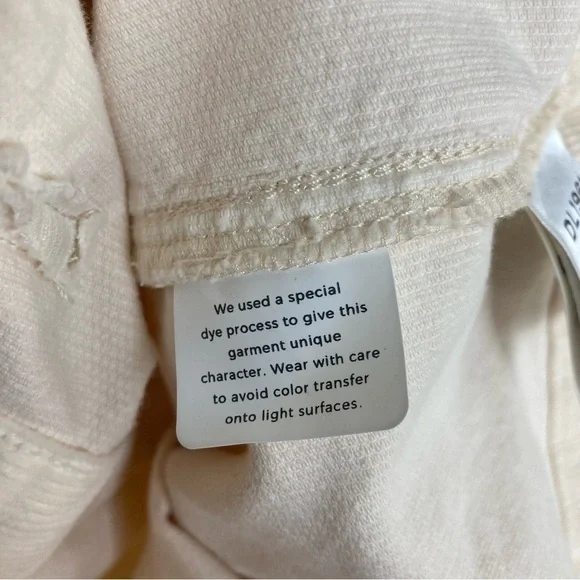 We used a special
dye process to give this
garment unique
character. Wear with care
to avoid color transfer
onto light surfaces.